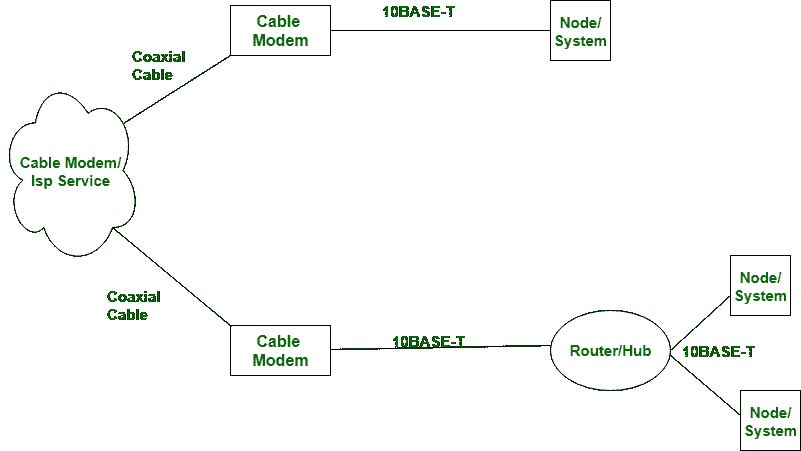 10BASE-T
Cable
Modem
Node/
System
Coaxial
Cable
Cable Modem/
Isp Service
Coaxial
Cable
Cable
Modem
10BASE-T
Router/Hub
10BASE-T
Node/
System
Node/
System